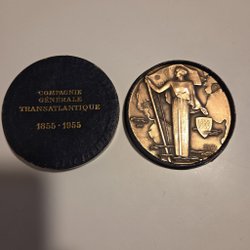 COMPAGNIE
GÉNÉRALE
TRANSATLANTIQUE
1855-1955